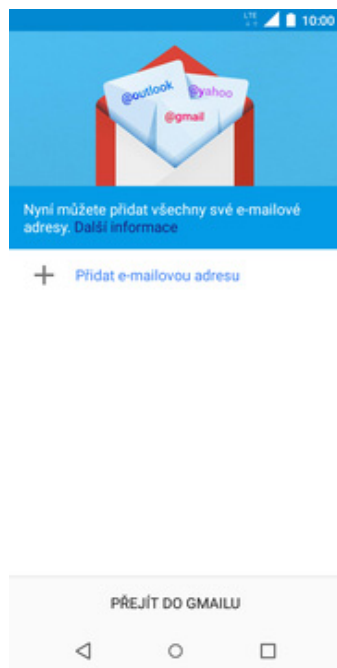 LTE 10:00
@outlook @yahoo
@gmail
Nyní můžete přidat všechny své e-mailové
adresy. Další informace
Přidat e-mailovou adresu
PŘEJÍT DO GMAILU